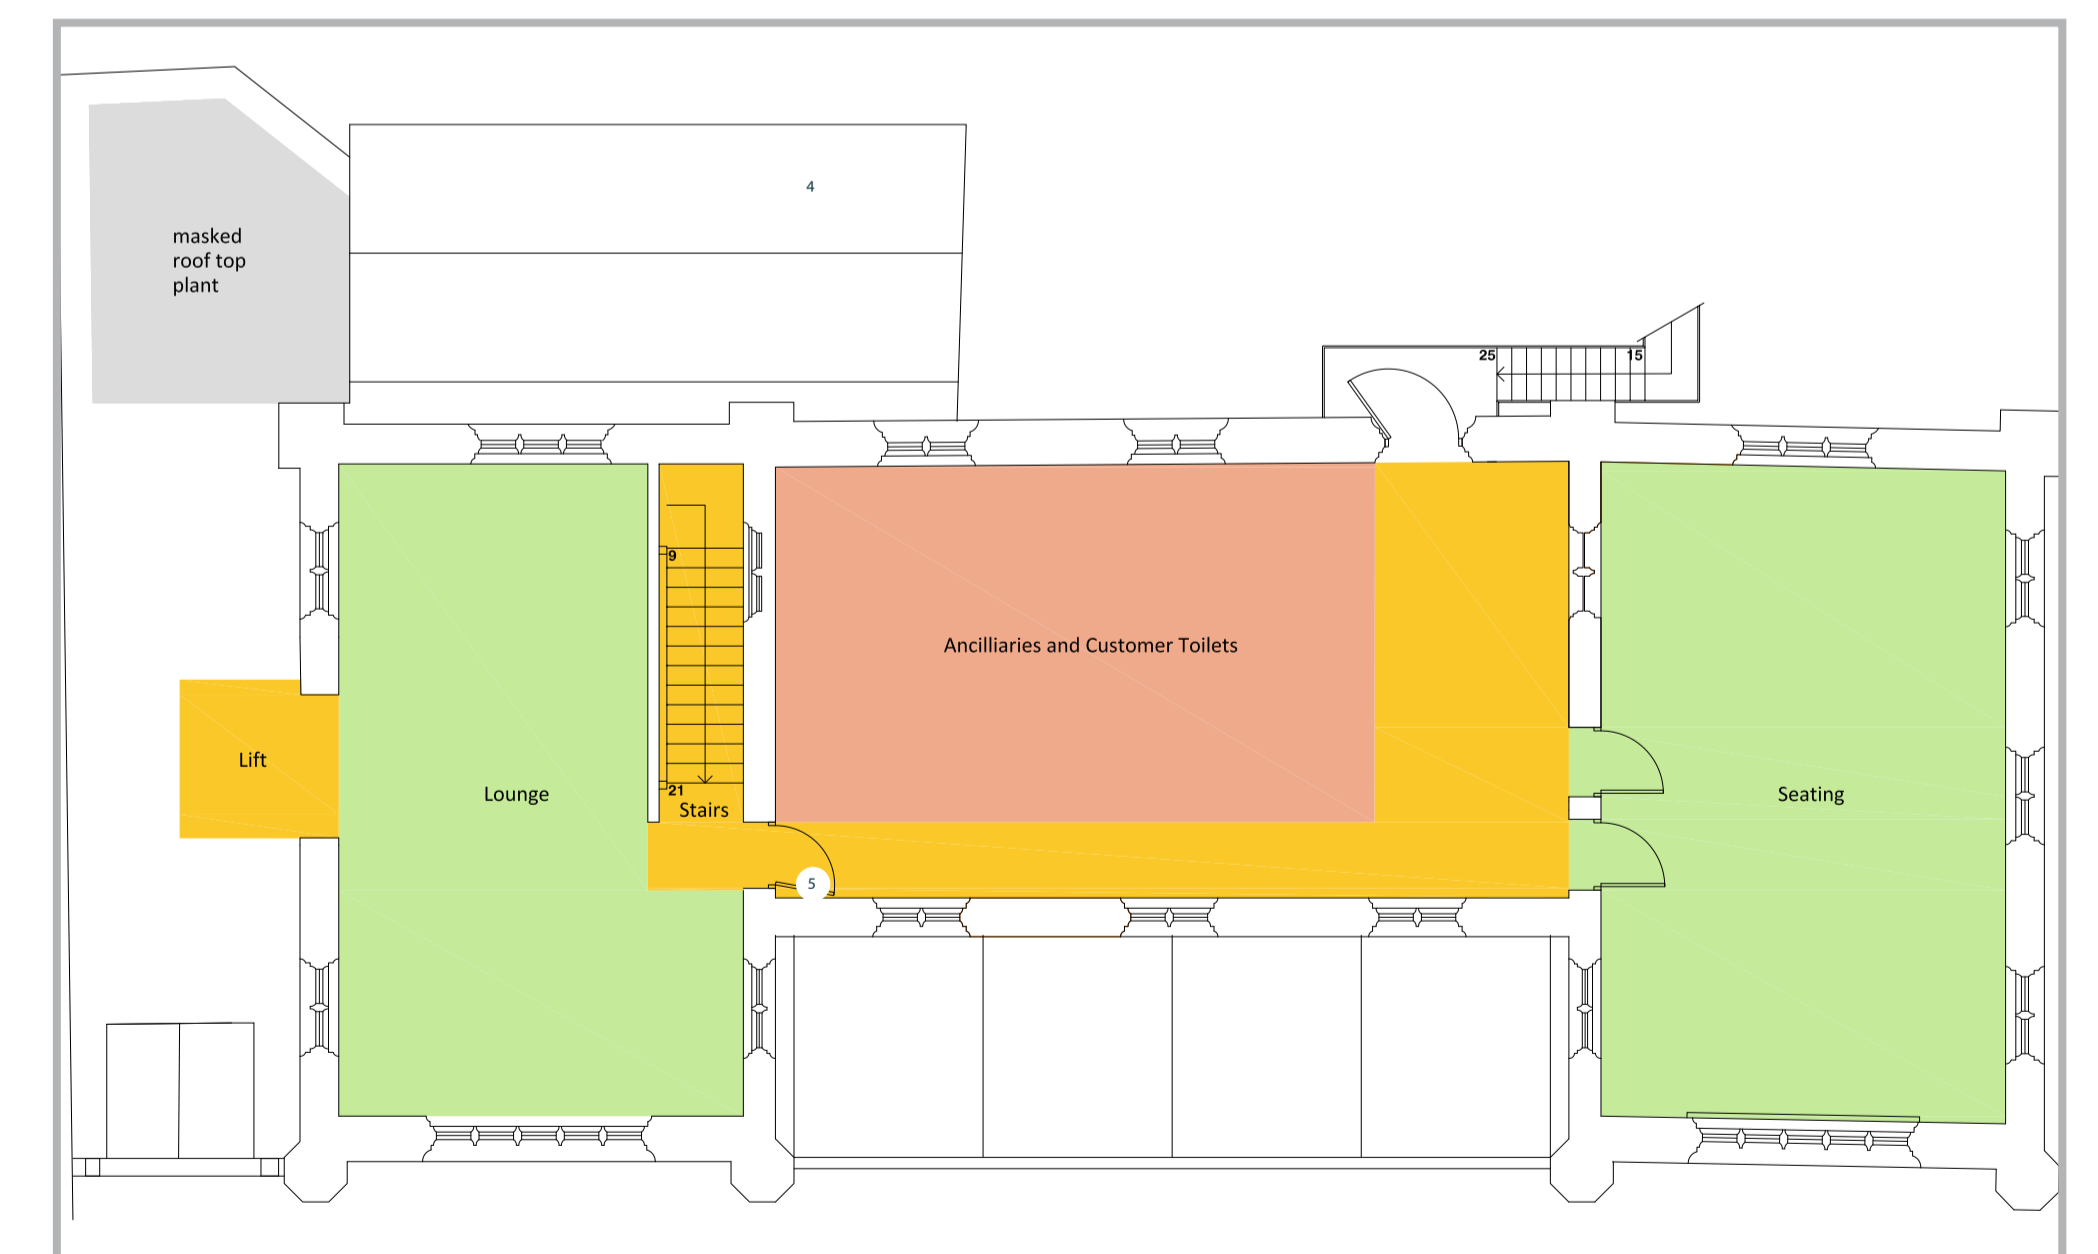 4
masked
roof top
plant
25
15
9
Ancilliaries and Customer Toilets
Lift
Lounge
21
Stairs
Seating
5